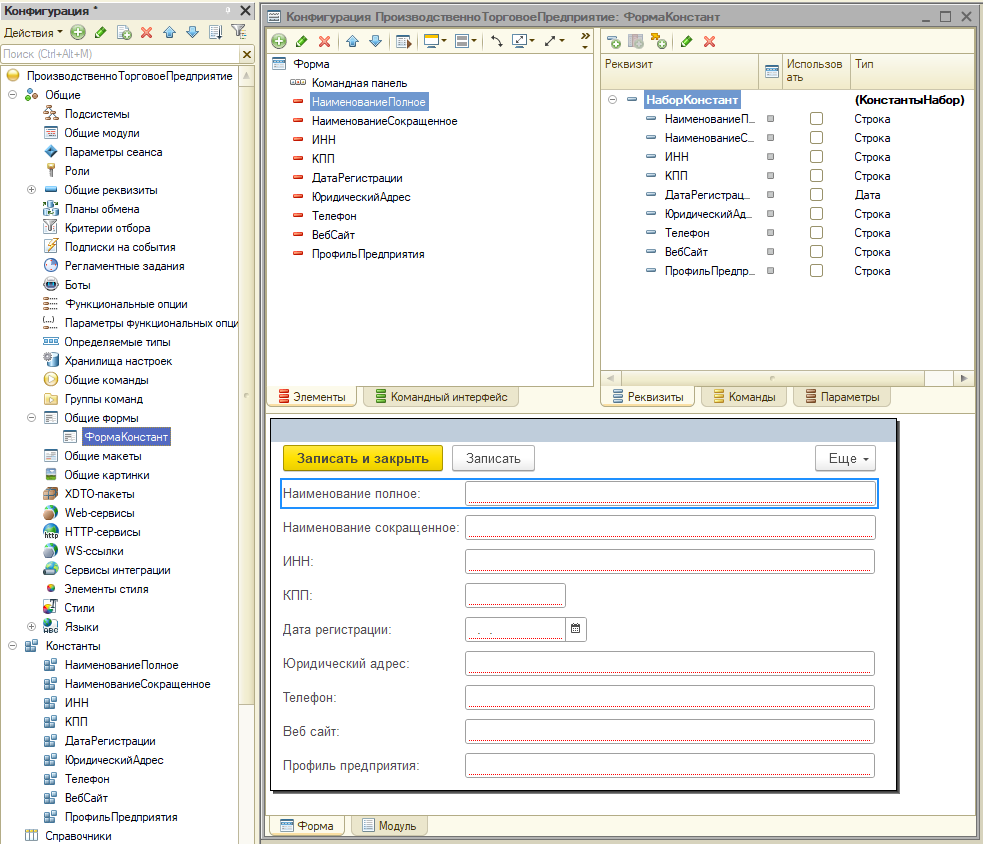 Конфигурация *
Действия
Поиск (Ctrl+Alt+M)
ПроизводственноТорговоеПредприятие
Общие
Подсистемы
Общие модули
Параметры сеанса
Роли
Общие реквизиты
Планы обмена
Критерии отбора
Подписки на события
Регламентные задания
Боты
Функциональные опции
Параметры функциональных опци
Определяемые типы
Хранилища настроек
Общие команды
Группы команд
Общие формы
ФормаКонстант
Общие макеты
Общие картинки
XDTO-пакеты
Web-сервисы
HTTP-сервисы
WS-ссылки
Сервисы интеграции
Элементы стиля
Стили
Языки
Константы
НаименованиеПолное
НаименованиеСокращенное
ИНН
КПП
ДатаРегистрации
ЮридическийАдрес
Телефон
ВебСайт
ПрофильПредприятия
Справочники
Конфигурация ПроизводственноТорговоеПредприятие: ФормаКонстант
Форма
Командная панель
НаименованиеПолное
НаименованиеСокращенное
ИНН
КПП
ДатаРегистрации
ЮридическийАдрес
Телефон
ВебСайт
ПрофильПредприятия
Элементы
Командный интерфейс
Реквизит
Использов
ать
Тип
НаборКонстант (КонстантыНабор)
НаименованиеП... Строка
НаименованиеС... Строка
ИНН Строка
КПП Строка
ДатаРегистрац... Дата
ЮридическийАд... Строка
Телефон Строка
ВебСайт Строка
ПрофильПредпр... Строка
Реквизиты
Команды
Параметры
Записать и закрыть
Записать
Еще
Наименование полное:
Наименование сокращенное:
ИНН:
КПП:
Дата регистрации:
. .
Юридический адрес:
Телефон:
Веб сайт:
Профиль предприятия:
Форма
Модуль